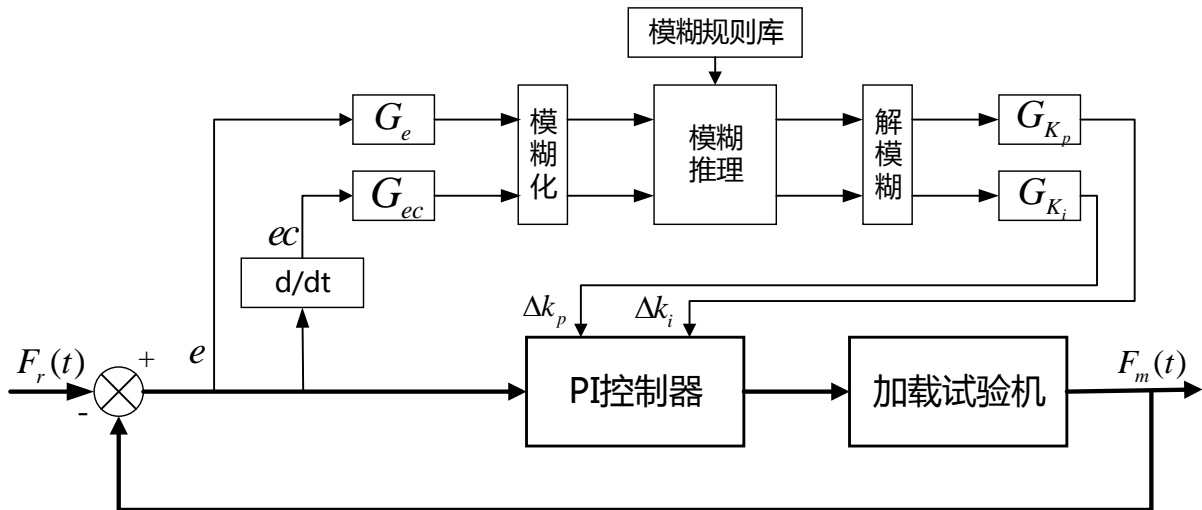 模糊规则库
G_e
模糊化
模糊
推理
解模糊
G_{K_p}
G_{ec}
G_{K_i}
ec
d/dt
Δk_p
Δk_i
F_r(t)
+
e
-
PI控制器
加载试验机
F_m(t)